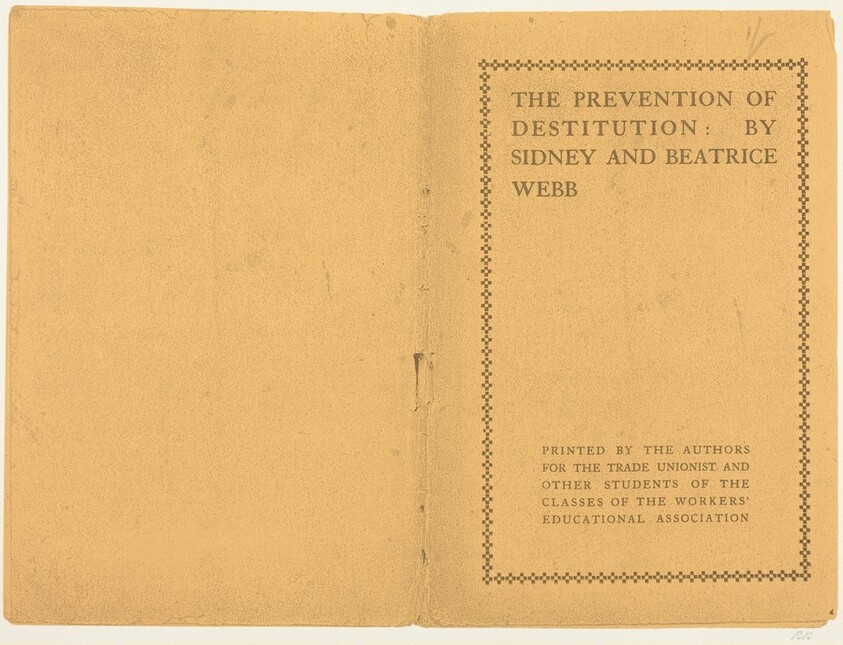 THE PREVENTION OF
DESTITUTION: BY
SIDNEY AND BEATRICE
WEBB
PRINTED BY THE AUTHORS
FOR THE TRADE UNIONIST AND
OTHER STUDENTS OF THE
CLASSES OF THE WORKERS'
EDUCATIONAL ASSOCIATION